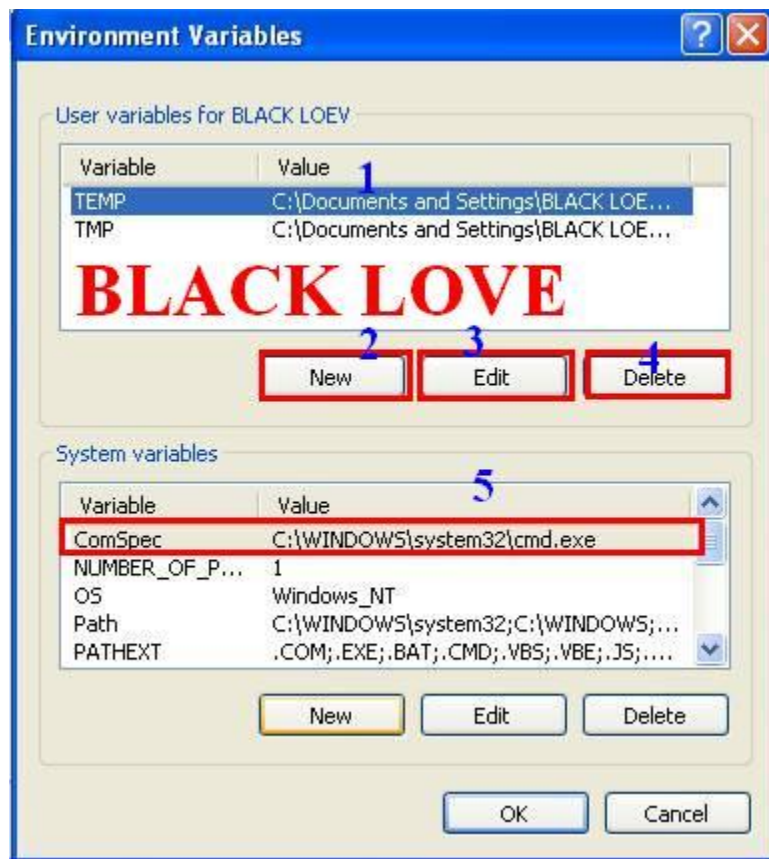 Environment Variables
User variables for BLACK LOEV
Variable Value
1
TEMP C:\Documents and Settings\BLACK LOE...
TMP C:\Documents and Settings\BLACK LOE...
BLACK LOVE
2 3 4
New Edit Delete
System variables
5
Variable Value
ComSpec C:\WINDOWS\system32\cmd.exe
NUMBER_OF_P... 1
OS Windows_NT
Path C:\WINDOWS\system32;C:\WINDOWS;...
PATHEXT .COM;.EXE;.BAT;.CMD;.VBS;.VBE;.JS;....
New Edit Delete
OK Cancel